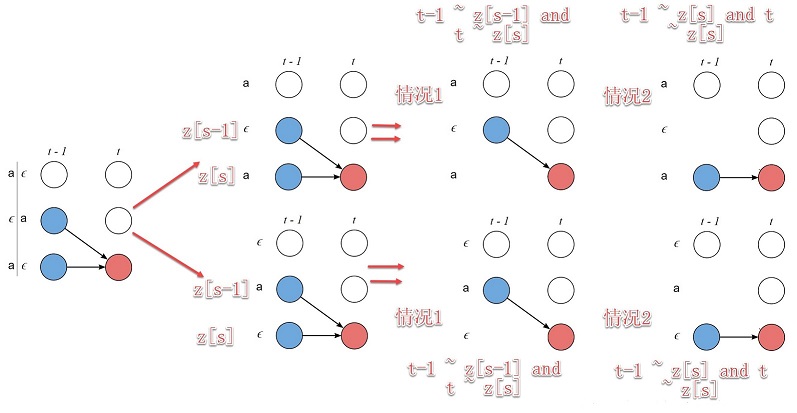 t-1 ~ z[s-1] and
t ~ z[s]
t-1 ~ z[s] and t
~ z[s]
t - 1 t
t - 1 t
t - 1 t
t - 1 t
a
情况1
a
情况2
a
z[s-1] ϵ
ϵ
ϵ
z[s] a
a
a
a ϵ
ϵ a
a ϵ
t - 1 t
t - 1 t
t - 1 t
ϵ
ϵ
ϵ
z[s-1] a
a
a
z[s] ϵ
情况1
ϵ
情况2
ϵ
t-1 ~ z[s-1] and
t ~ z[s]
t-1 ~ z[s] and t
~ z[s]